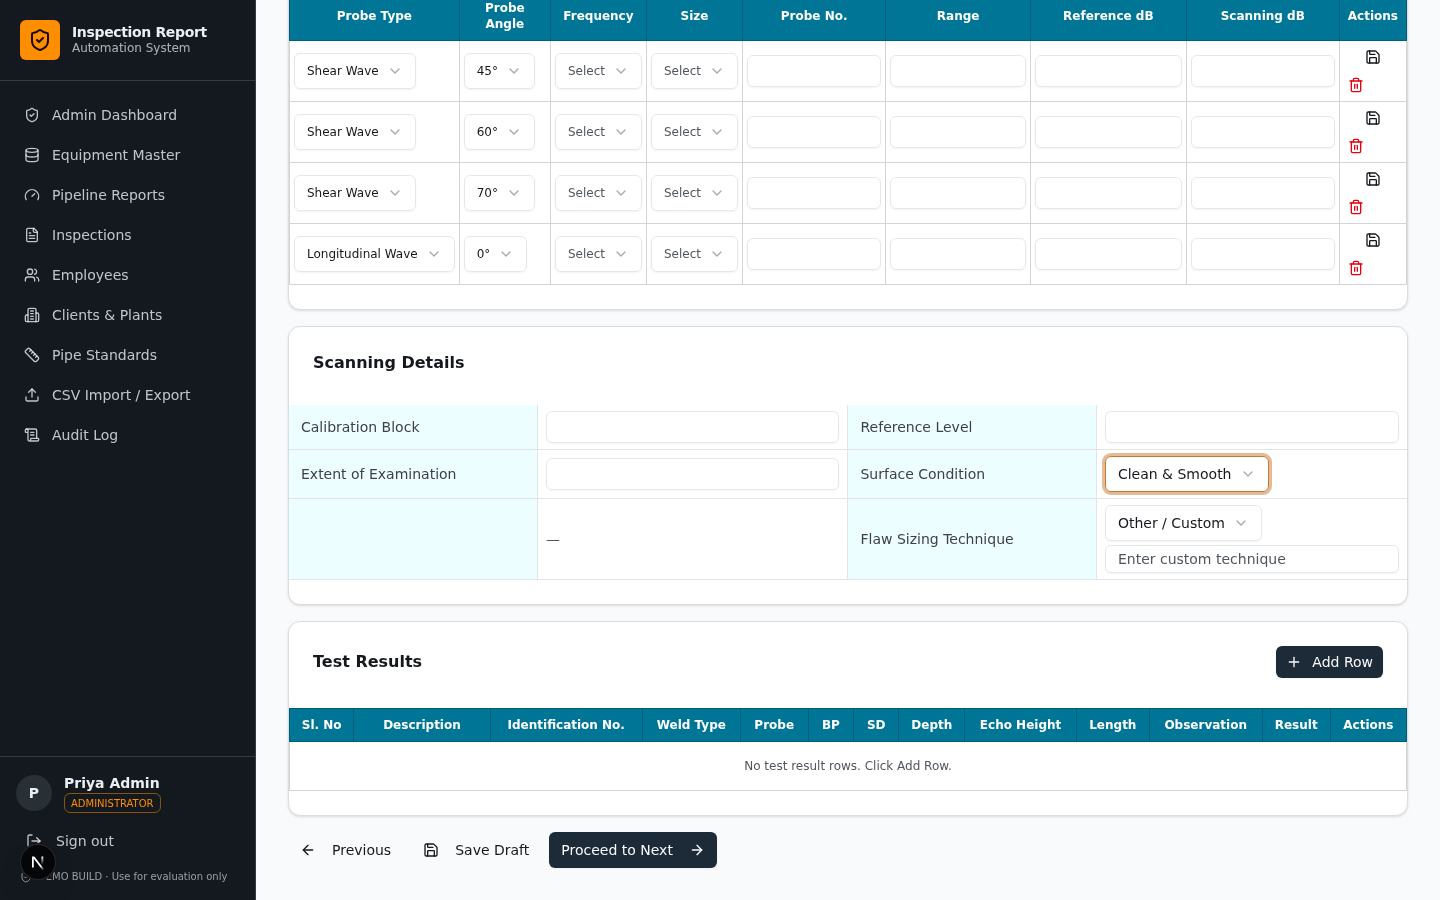 Inspection Report
Automation System
Admin Dashboard
Equipment Master
Pipeline Reports
Inspections
Employees
Clients & Plants
Pipe Standards
CSV Import / Export
Audit Log
P
Priya Admin
ADMINISTRATOR
Sign out
N
EMO BUILD · Use for evaluation only
Probe Type Probe Angle Frequency Size Probe No. Range Reference dB Scanning dB Actions
Shear Wave 45° Select Select
Shear Wave 60° Select Select
Shear Wave 70° Select Select
Longitudinal Wave 0° Select Select
Scanning Details
Calibration Block Reference Level
Extent of Examination Surface Condition Clean & Smooth
— Flaw Sizing Technique Other / Custom
Enter custom technique
Test Results
Add Row
Sl. No Description Identification No. Weld Type Probe BP SD Depth Echo Height Length Observation Result Actions
No test result rows. Click Add Row.
Previous Save Draft Proceed to Next